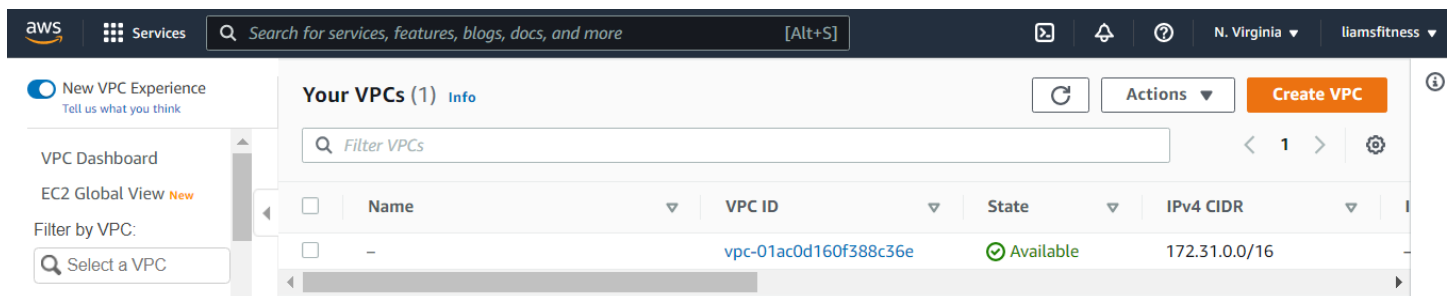 aws Services Search for services, features, blogs, docs, and more [Alt+S] N. Virginia ▼ liamsfitness ▼
New VPC Experience
Tell us what you think
VPC Dashboard
EC2 Global View New
Filter by VPC:
Select a VPC
Your VPCs (1) Info
Actions ▼ Create VPC
Filter VPCs
< 1 >
Name VPC ID State IPv4 CIDR
– vpc-01ac0d160f388c36e Available 172.31.0.0/16 –